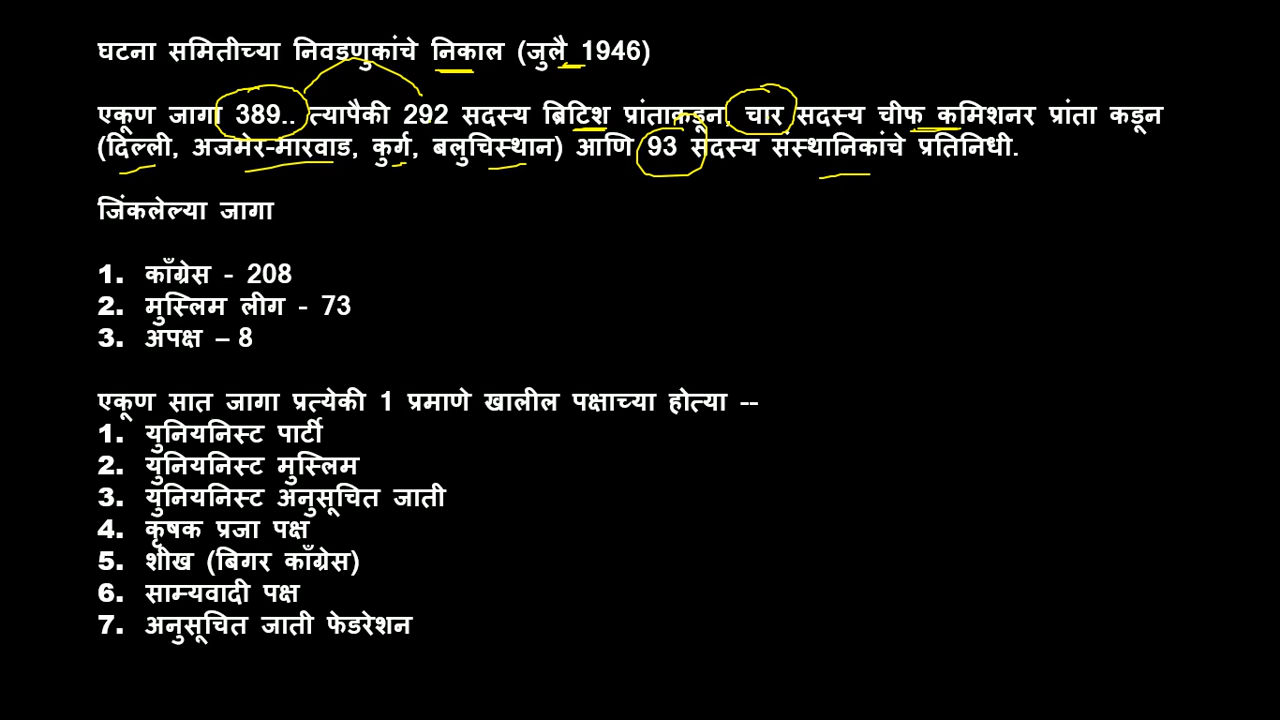 घटना समितीच्या निवडणुकांचे निकाल (जुलै 1946)
एकूण जागा 389.. त्यापैकी 292 सदस्य ब्रिटिश प्रांताकडून, चार सदस्य चीफ कमिशनर प्रांता कडून
(दिल्ली, अजमेर-मारवाड, कुर्ग, बलुचिस्थान) आणि 93 सदस्य संस्थानिकांचे प्रतिनिधी.
जिंकलेल्या जागा
1. काँग्रेस - 208
2. मुस्लिम लीग - 73
3. अपक्ष – 8
एकूण सात जागा प्रत्येकी 1 प्रमाणे खालील पक्षाच्या होत्या --
1. युनियनिस्ट पार्टी
2. युनियनिस्ट मुस्लिम
3. युनियनिस्ट अनुसूचित जाती
4. कृषक प्रजा पक्ष
5. शीख (बिगर काँग्रेस)
6. साम्यवादी पक्ष
7. अनुसूचित जाती फेडरेशन